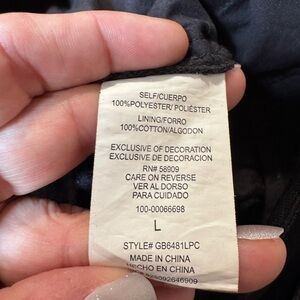 SELF/CUERPO
100%POLYESTER/ POLIÉSTER
LINING/FORRO
100%COTTON/ALGODON
EXCLUSIVE OF DECORATION
EXCLUSIVE DE DECORACION
RN# 58909
CARE ON REVERSE
VER AL DORSO
PARA CUIDADO
100-00066698
L
STYLE# GB6481LPC
MADE IN CHINA
HECHO EN CHINA